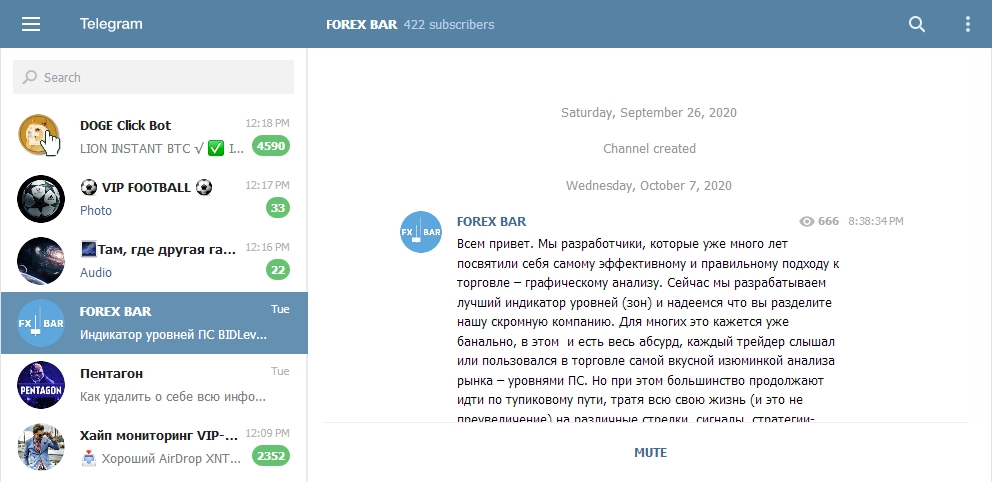 Telegram
FOREX BAR 422 subscribers
Search
DOGE Click Bot 12:18 PM
LION INSTANT BTC √ ✅ I... 4590
⚽ VIP FOOTBALL ⚽ 12:17 PM
Photo 33
Там, где другая га... 12:16 PM
Audio 22
FX BAR
FOREX BAR Tue
Индикатор уровней ПС BIDLev...
PENTAGON
Пентагон Tue
Как удалить о себе всю инфо...
Хайп мониторинг VIP-... 12:09 PM
Хороший AirDrop XNT... 2352
Saturday, September 26, 2020
Channel created
Wednesday, October 7, 2020
FX BAR
FOREX BAR 666 8:38:34 PM
Всем привет. Мы разработчики, которые уже много лет
посвятили себя самому эффективному и правильному подходу к
торговле – графическому анализу. Сейчас мы разрабатываем
лучший индикатор уровней (зон) и надеемся что вы разделите
нашу скромную компанию. Для многих это кажется уже
банально, в этом  и есть весь абсурд, каждый трейдер слышал
или пользовался в торговле самой вкусной изюминкой анализа
рынка – уровнями ПС. Но при этом большинство продолжают
идти по тупиковому пути, тратя всю свою жизнь (и это не
преувеличение) на различные стрелки, сигналы, стратегии-
MUTE